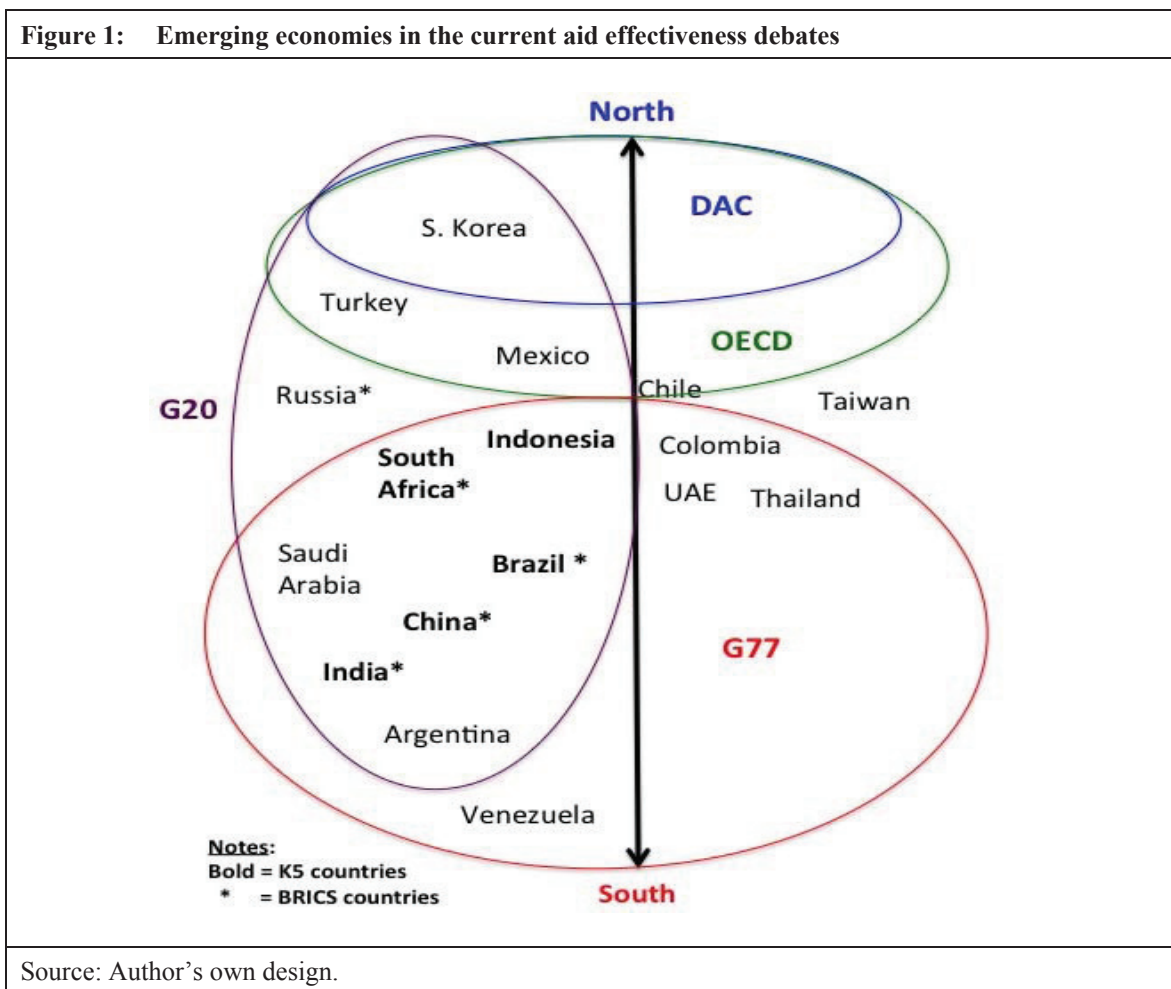 Figure 1: Emerging economies in the current aid effectiveness debates
North
DAC
S. Korea
Turkey
OECD
Mexico
Russia*
Chile
Taiwan
G20
Indonesia
Colombia
South
Africa*
UAE
Thailand
Saudi
Arabia
Brazil *
China*
G77
India*
Argentina
Venezuela
Notes:
Bold = K5 countries
* = BRICS countries
South
Source: Author's own design.